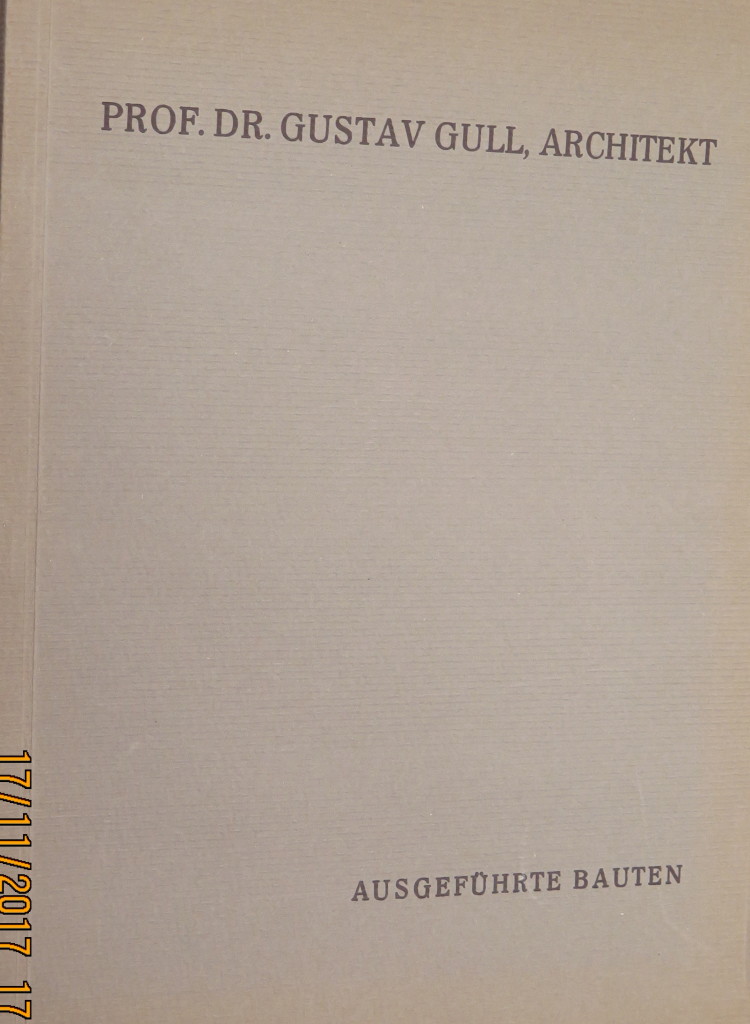 PROF. DR. GUSTAV GULL, ARCHITEKT
AUSGEFÜHRTE BAUTEN
17/11/2017 17